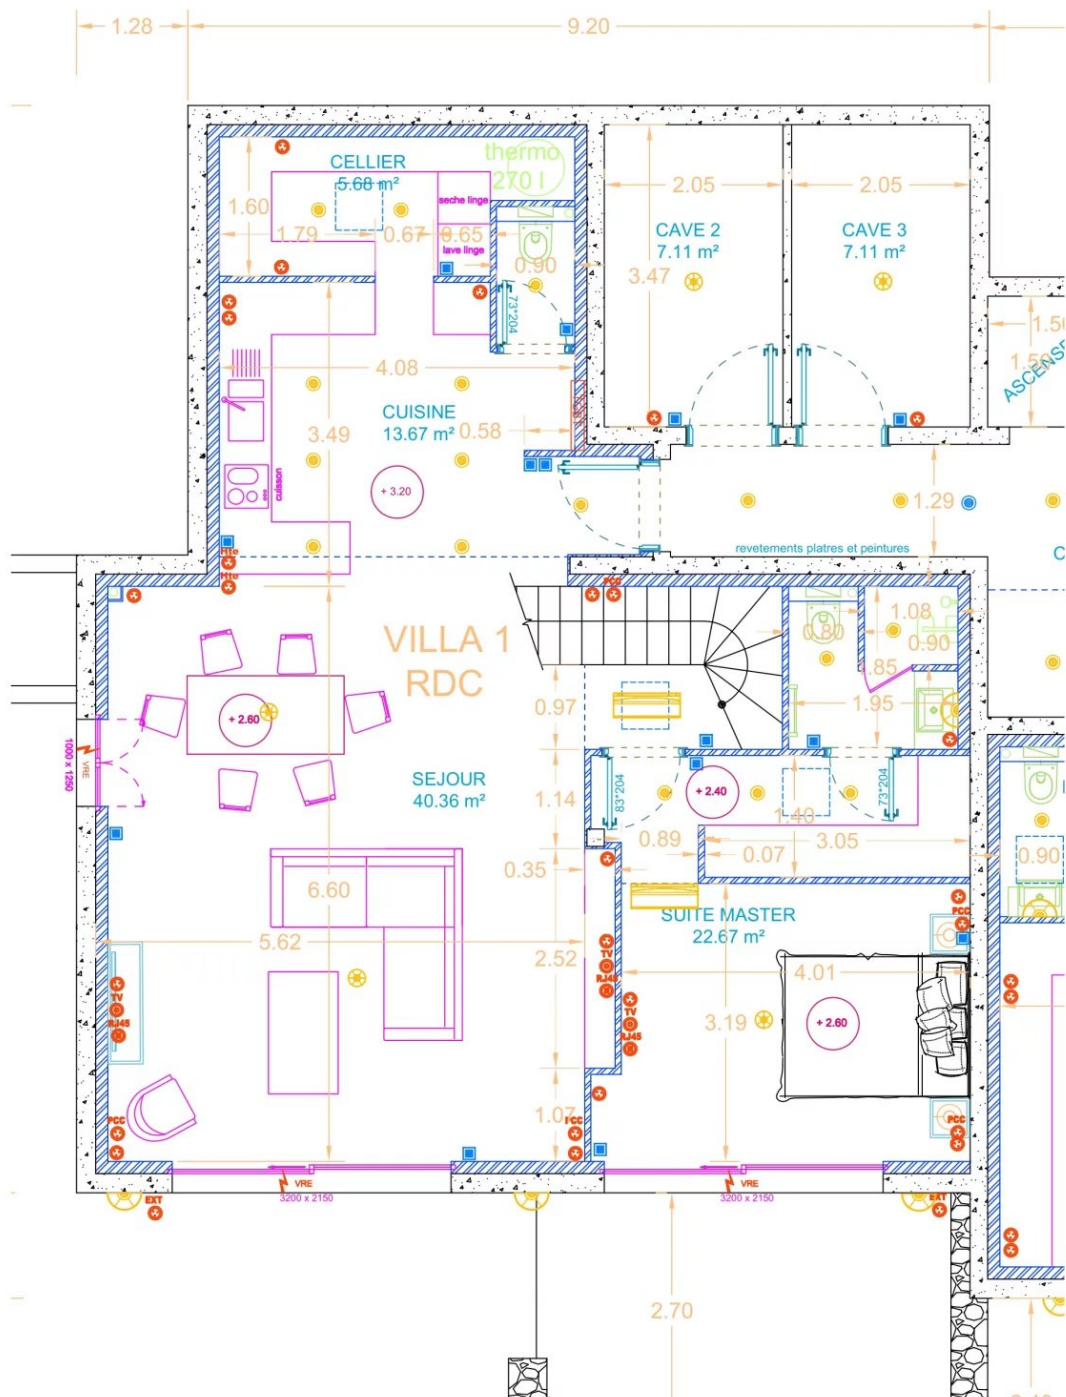 1.28
9.20
CELLIER
5.68 m²
thermo
270 l
seche linge
1.60
1.79
0.67
0.65
lave linge
0.90
73*204
2.05
2.05
CAVE 2
7.11 m²
CAVE 3
7.11 m²
3.47
1.50
1.50
4.08
CUISINE
13.67 m²
0.58
3.49
cuisson
+ 3.20
1.29
revetements platres et peintures
C
Hte
Hte
PCC
VILLA 1
RDC
0.80
1.08
0.90
1.85
1.95
0.97
+ 2.60
1000 x 1250
VRE
SEJOUR
40.36 m²
1.14
83*204
+ 2.40
73*204
1.40
0.89
3.05
0.07
0.90
0.35
6.60
SUITE MASTER
22.67 m²
PCC
5.62
2.52
TV
RJ45
4.01
TV
RJ45
TV
RJ45
3.19
+ 2.60
1.07
PCC
PCC
PCC
VRE
VRE
3200 x 2150
3200 x 2150
EXT
EXT
2.70